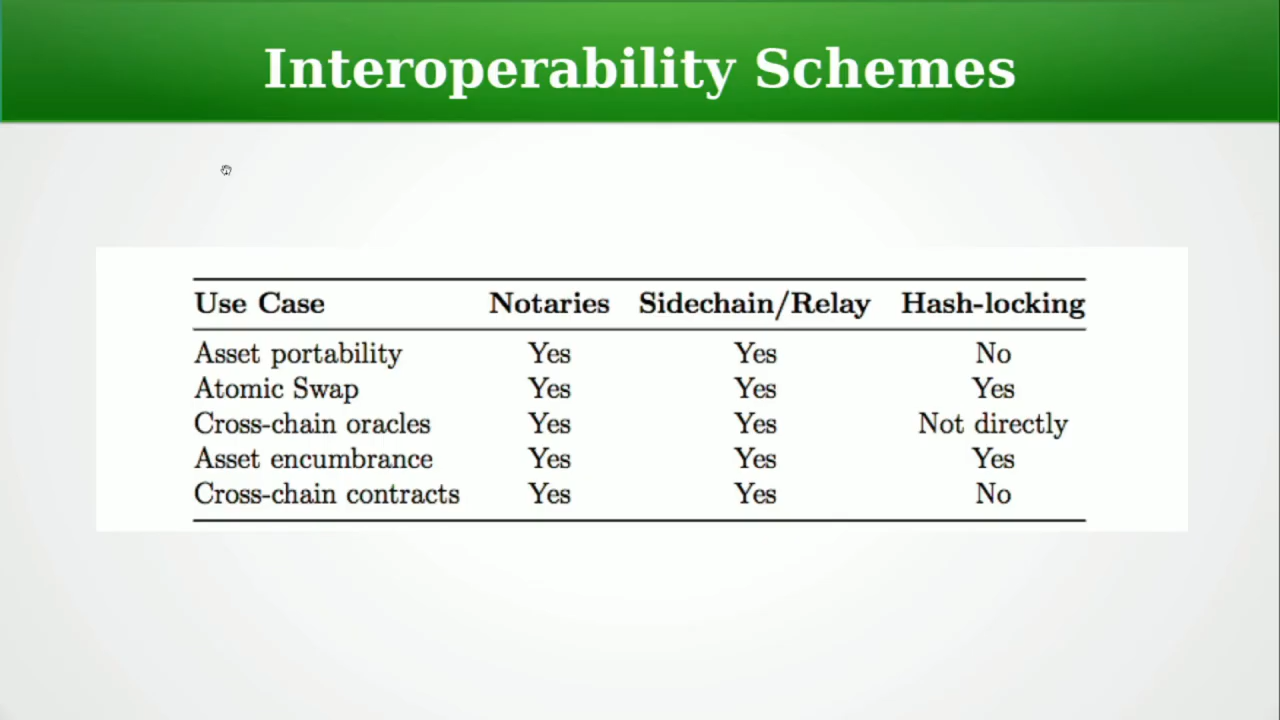 Interoperability Schemes
Use Case Notaries Sidechain/Relay Hash-locking
Asset portability Yes Yes No
Atomic Swap Yes Yes Yes
Cross-chain oracles Yes Yes Not directly
Asset encumbrance Yes Yes Yes
Cross-chain contracts Yes Yes No